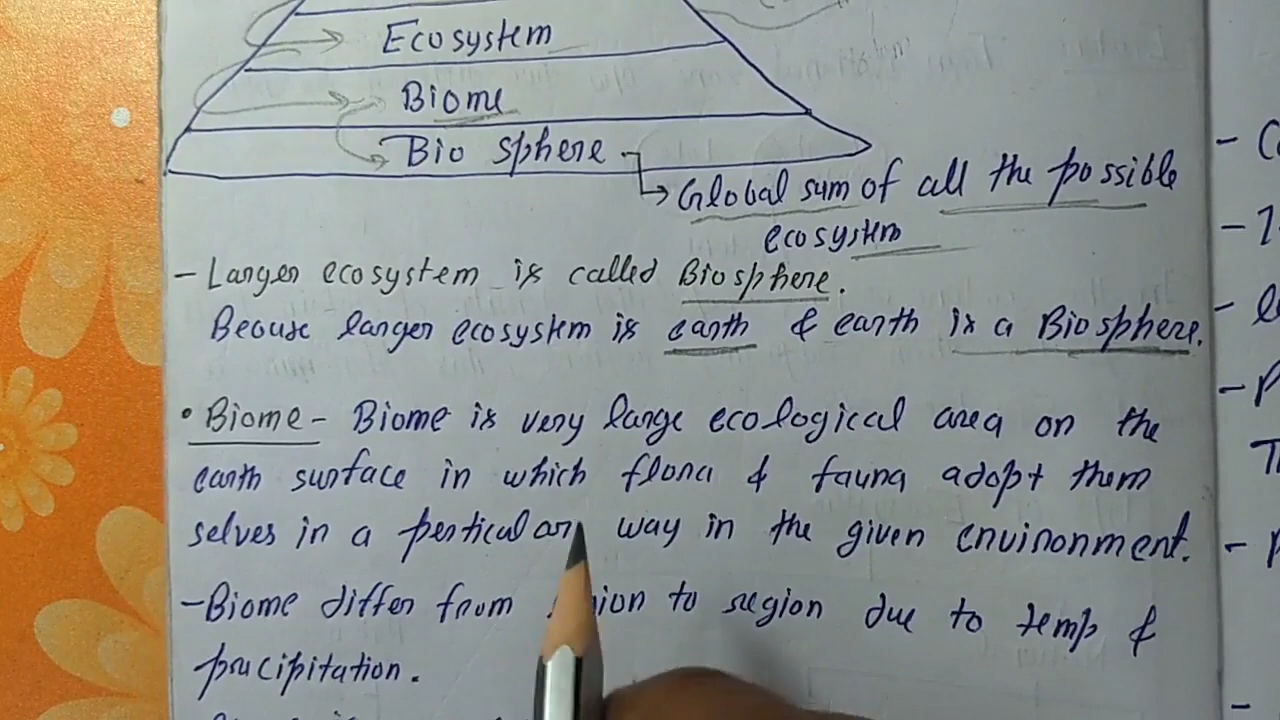 Ecosystem
Biome
Bio sphere
Global sum of all the possible
ecosystem
- Larger ecosystem is called Biosphere.
Becuse larger ecosystem is earth & earth is a Biosphere.
• Biome - Biome is very large ecological area on the
earth surface in which flora & fauna adopt them
selves in a perticular way in the given environment.
- Biome differ from to region due to temp &
precipitation.